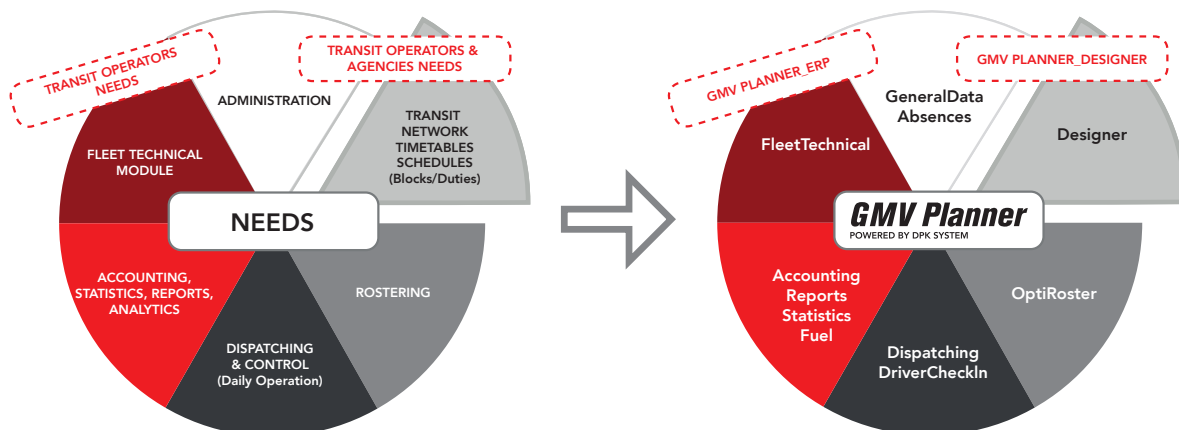 TRANSIT OPERATORS
NEEDS
TRANSIT OPERATORS &
AGENCIES NEEDS
ADMINISTRATION
TRANSIT
NETWORK
TIMETABLES
SCHEDULES
(Blocks/Duties)
FLEET TECHNICAL
MODULE
NEEDS
ACCOUNTING,
STATISTICS, REPORTS,
ANALYTICS
ROSTERING
DISPATCHING
& CONTROL
(Daily Operation)
GMV PLANNER_ERP
GMV PLANNER_DESIGNER
GeneralData
Absences
Designer
FleetTechnical
GMV Planner
POWERED BY DPK SYSTEM
Accounting
Reports
Statistics
Fuel
OptiRoster
Dispatching
DriverCheckIn